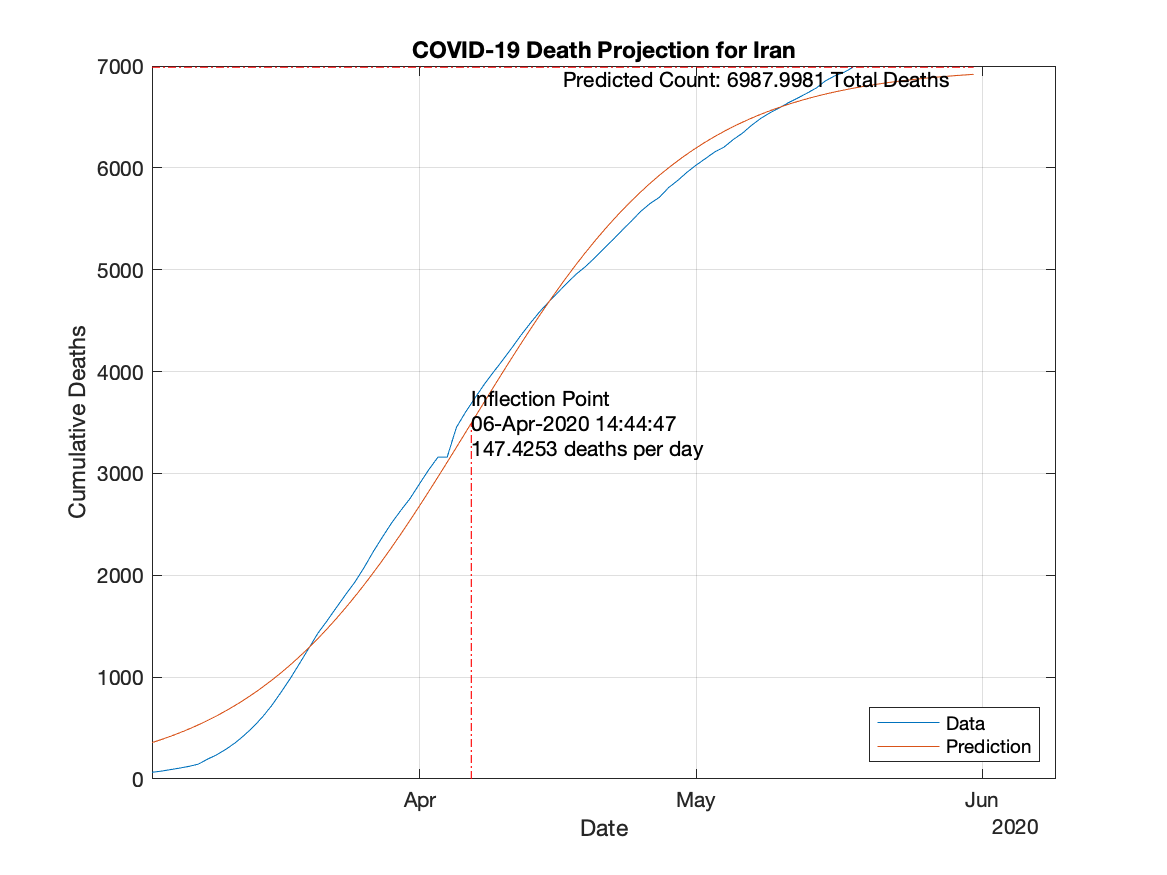 COVID-19 Death Projection for Iran
7000
Predicted Count: 6987.9981 Total Deaths
6000
5000
4000
Inflection Point
06-Apr-2020 14:44:47
147.4253 deaths per day
3000
2000
1000
0
Cumulative Deaths
Data
Prediction
Apr
May
Jun
Date
2020